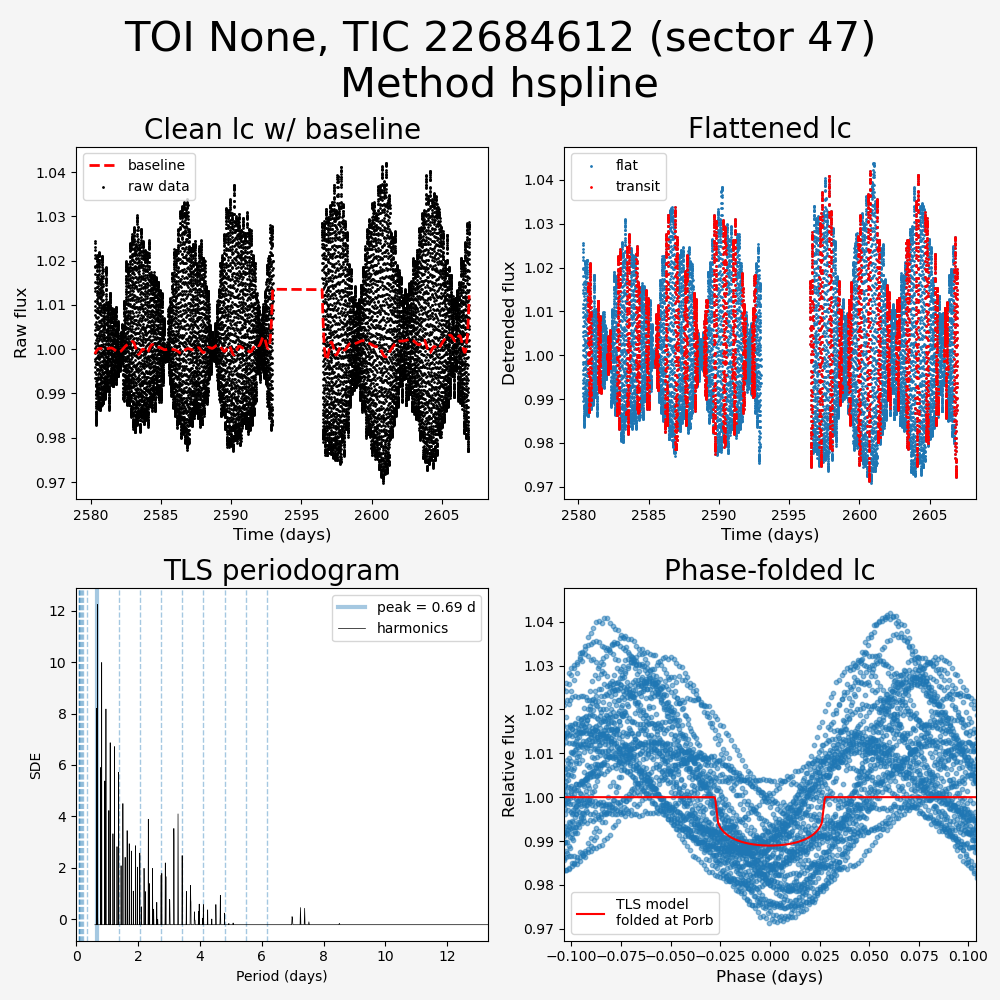 TOI None, TIC 22684612 (sector 47)
Method hspline
Clean lc w/ baseline
Flattened lc
baseline
raw data
flat
transit
1.04
1.03
1.02
1.01
1.00
0.99
0.98
0.97
Raw flux
2580
2585
2590
2595
2600
2605
Time (days)
1.04
1.03
1.02
1.01
1.00
0.99
0.98
0.97
Detrended flux
2580
2585
2590
2595
2600
2605
Time (days)
TLS periodogram
Phase-folded lc
peak = 0.69 d
harmonics
12
10
8
6
4
2
0
SDE
0
2
4
6
8
10
12
Period (days)
1.04
1.03
1.02
1.01
1.00
0.99
0.98
0.97
Relative flux
TLS model
folded at Porb
−0.100
−0.075
−0.050
−0.025
0.000
0.025
0.050
0.075
0.100
Phase (days)